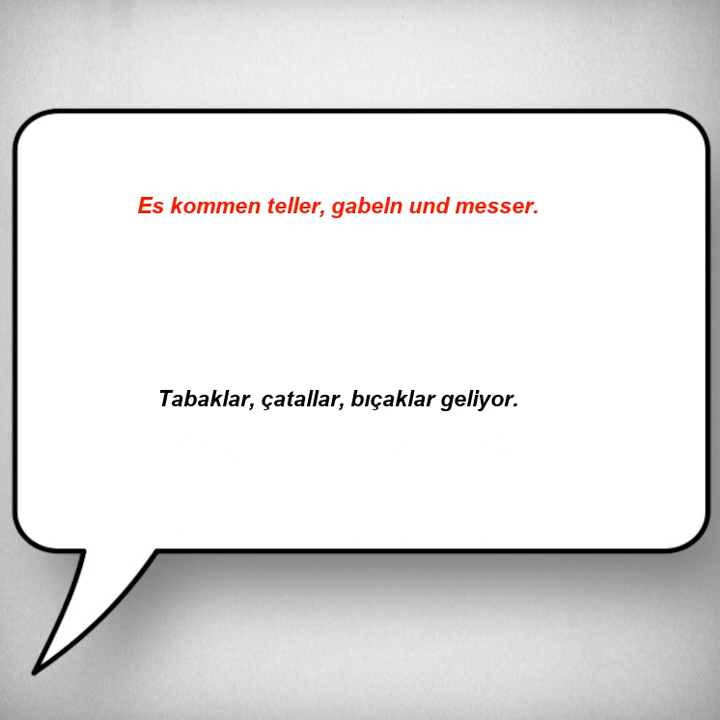 Es kommen teller, gabeln und messer.
Tabaklar, çatallar, bıçaklar geliyor.